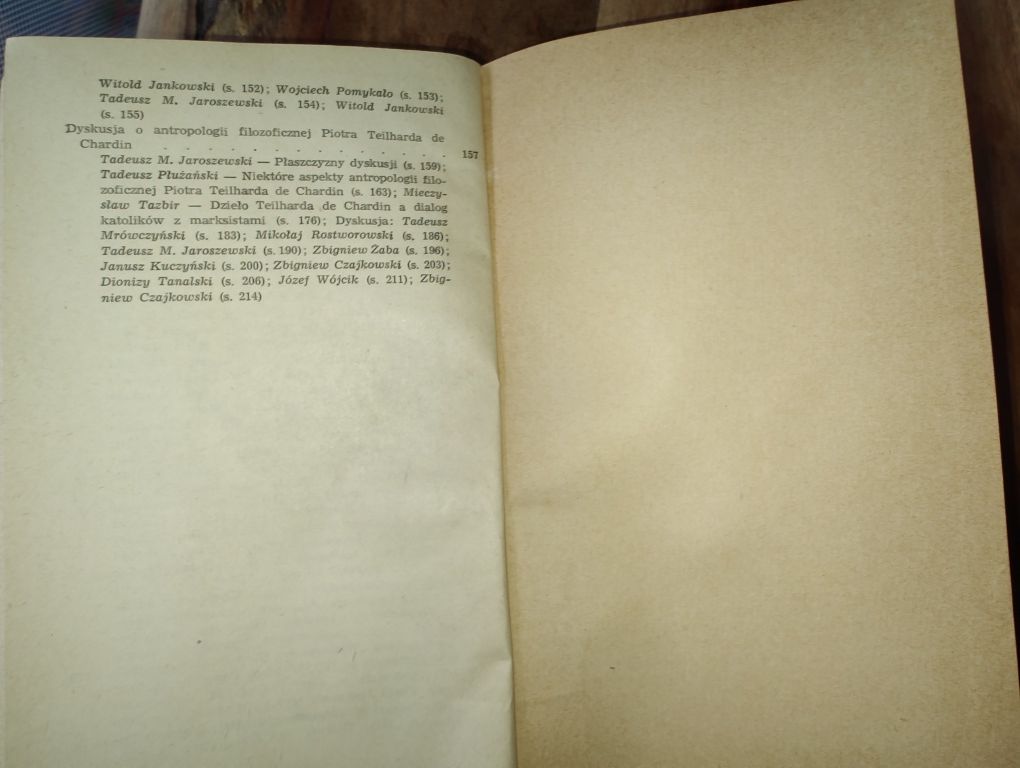 Witold Jankowski (s. 152); Wojciech Pomykało (s. 153);
Tadeusz M. Jaroszewski (s. 154); Witold Jankowski
(s. 155)
Dyskusja o antropologii filozoficznej Piotra Teilharda de
Chardin . . . . . . . . . . . 157
Tadeusz M. Jaroszewski — Płaszczyzny dyskusji (s. 159);
Tadeusz Płużański — Niektóre aspekty antropologii filo-
zoficznej Piotra Teilharda de Chardin (s. 163); Mieczy-
sław Tazbir — Dzieło Teilharda de Chardin a dialog
katolików z marksistami (s. 176); Dyskusja: Tadeusz
Mrówczyński (s. 183); Mikołaj Rostworowski (s. 186);
Tadeusz M. Jaroszewski (s. 190); Zbigniew Żaba (s. 196);
Janusz Kuczyński (s. 200); Zbigniew Czajkowski (s. 203);
Dionizy Tanalski (s. 206); Józef Wójcik (s. 211); Zbig-
niew Czajkowski (s. 214)